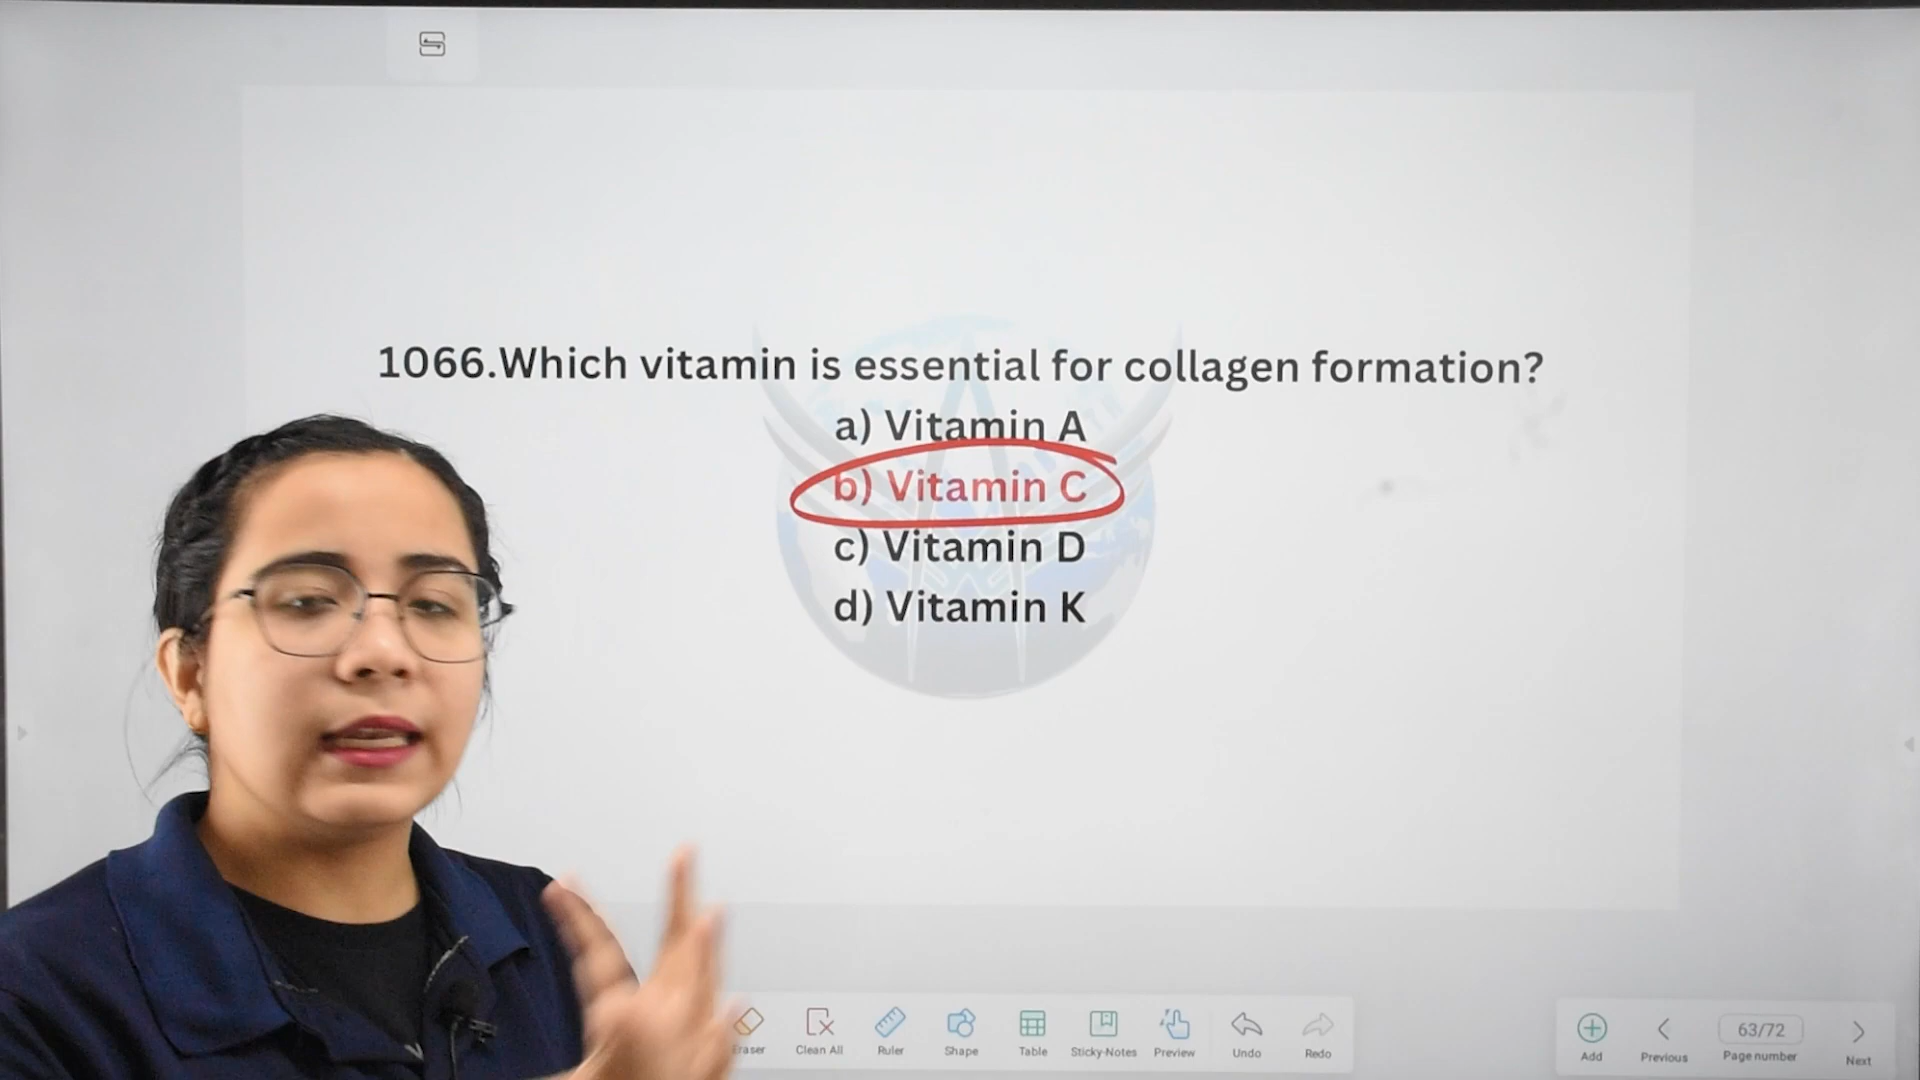 1066.Which vitamin is essential for collagen formation?
a) Vitamin A
b) Vitamin C
c) Vitamin D
d) Vitamin K
Eraser
Clean All
Ruler
Shape
Table
Sticky-Notes
Preview
Undo
Redo
Add
Previous
63/72
Page number
Next